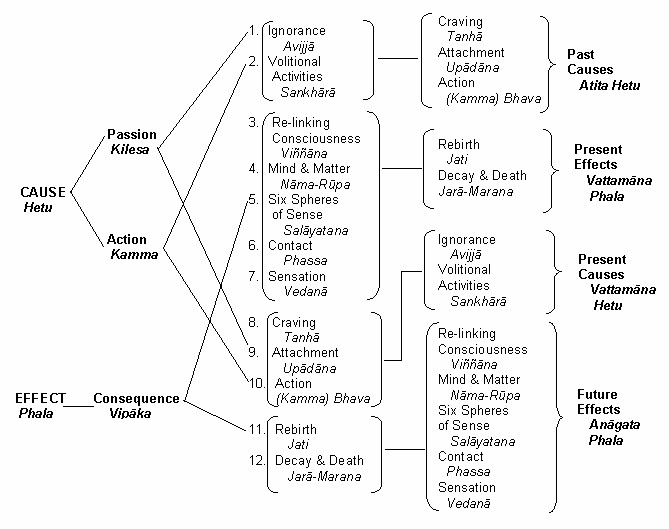 CAUSE
Hetu
Passion
Kilesa
Action
Kamma
EFFECT
Phala
Consequence
Vipāka
1. Ignorance
Avijjā
2. Volitional
Activities
Sankhārā
3. Re-linking
Consciousness
Viññāna
4. Mind & Matter
Nāma-Rūpa
5. Six Spheres
of Sense
Salāyatana
6. Contact
Phassa
7. Sensation
Vedanā
8. Craving
Tanhā
9. Attachment
Upādāna
10. Action
(Kamma) Bhava
11. Rebirth
Jati
12. Decay & Death
Jarā-Marana
Craving
Tanhā
Attachment
Upādāna
Action
(Kamma) Bhava
Rebirth
Jati
Decay & Death
Jarā-Marana
Ignorance
Avijjā
Volitional
Activities
Sankhārā
Re-linking
Consciousness
Viññāna
Mind & Matter
Nāma-Rūpa
Six Spheres
of Sense
Salāyatana
Contact
Phassa
Sensation
Vedanā
Past
Causes
Atita Hetu
Present
Effects
Vattamāna
Phala
Present
Causes
Vattamāna
Hetu
Future
Effects
Anāgata
Phala